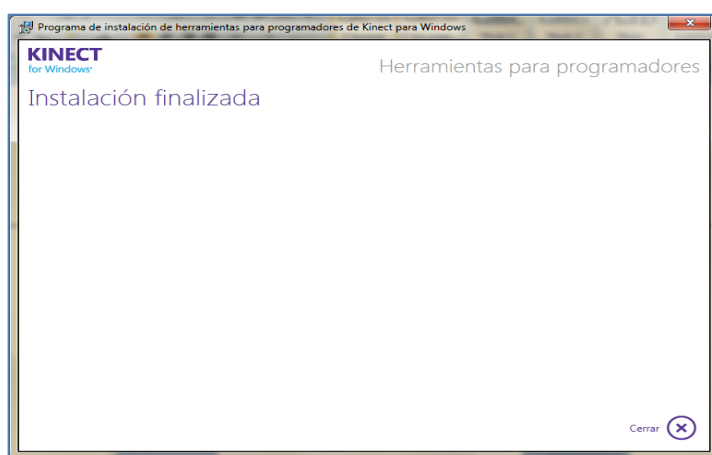 Programa de instalación de herramientas para programadores de Kinect para Windows
KINECT
for Windows
Herramientas para programadores
Instalación finalizada
Cerrar